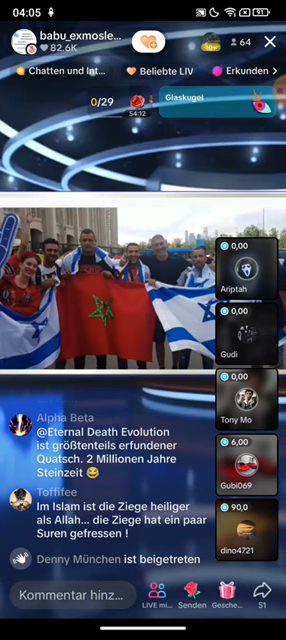 04:05
91
babu_exmosle...
82.6K
10+
64
Chatten und Int...
Beliebte LIV
Erkunden
0/29
54:12
Glaskugel
0,00
Ariptah
0,00
Gudi
0,00
Tony Mo
6,00
Gubi069
90,0
dino4721
Alpha Beta
@Eternal Death Evolution
ist größtenteils erfundener
Quatsch. 2 Millionen Jahre
Steinzeit 😂
Toffifee
Im Islam ist die Ziege heiliger
als Allah... die Ziege hat ein paar
Suren gefressen !
Denny München ist beigetreten
Kommentar hinz...
LIVE mi...
Senden
Gesche...
51